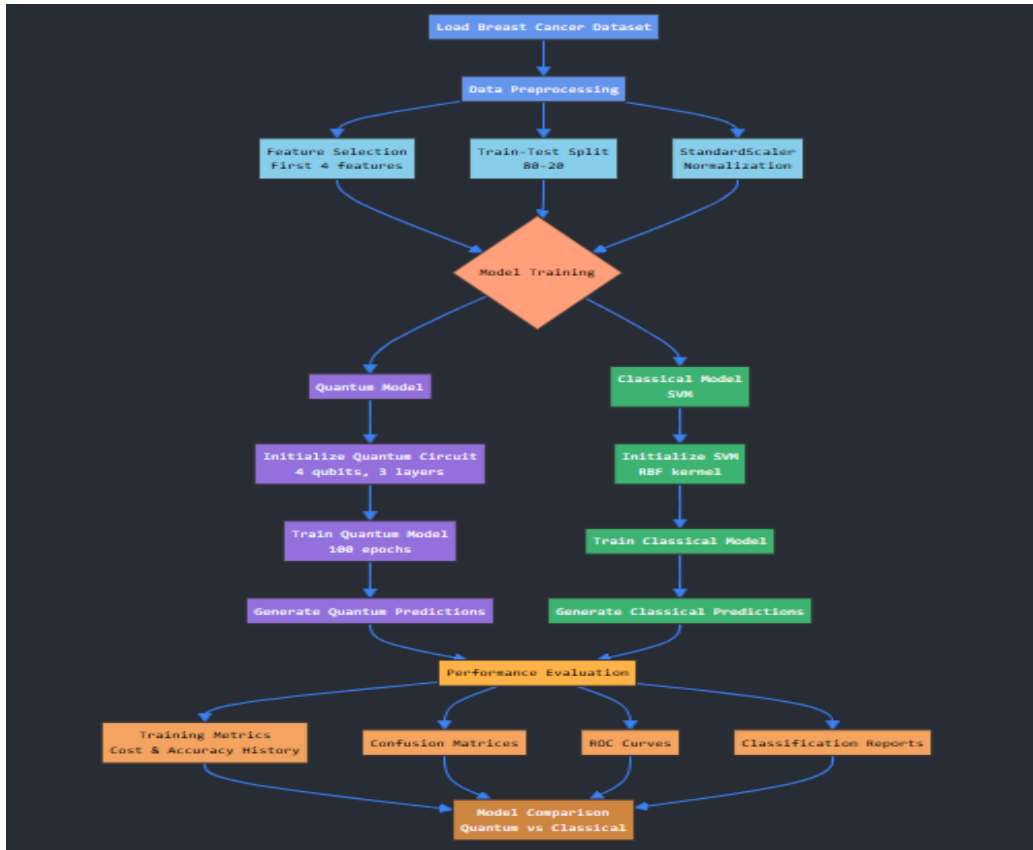 Load Breast Cancer Dataset
Data Preprocessing
Feature Selection
First 4 features
Train-Test Split
80-20
StandardScaler
Normalization
Model Training
Quantum Model
Classical Model
SVM
Initialize Quantum Circuit
4 qubits, 3 layers
Initialize SVM
RBF kernel
Train Quantum Model
100 epochs
Train Classical Model
Generate Quantum Predictions
Generate Classical Predictions
Performance Evaluation
Training Metrics
Cost & Accuracy History
Confusion Matrices
ROC Curves
Classification Reports
Model Comparison
Quantum vs Classical